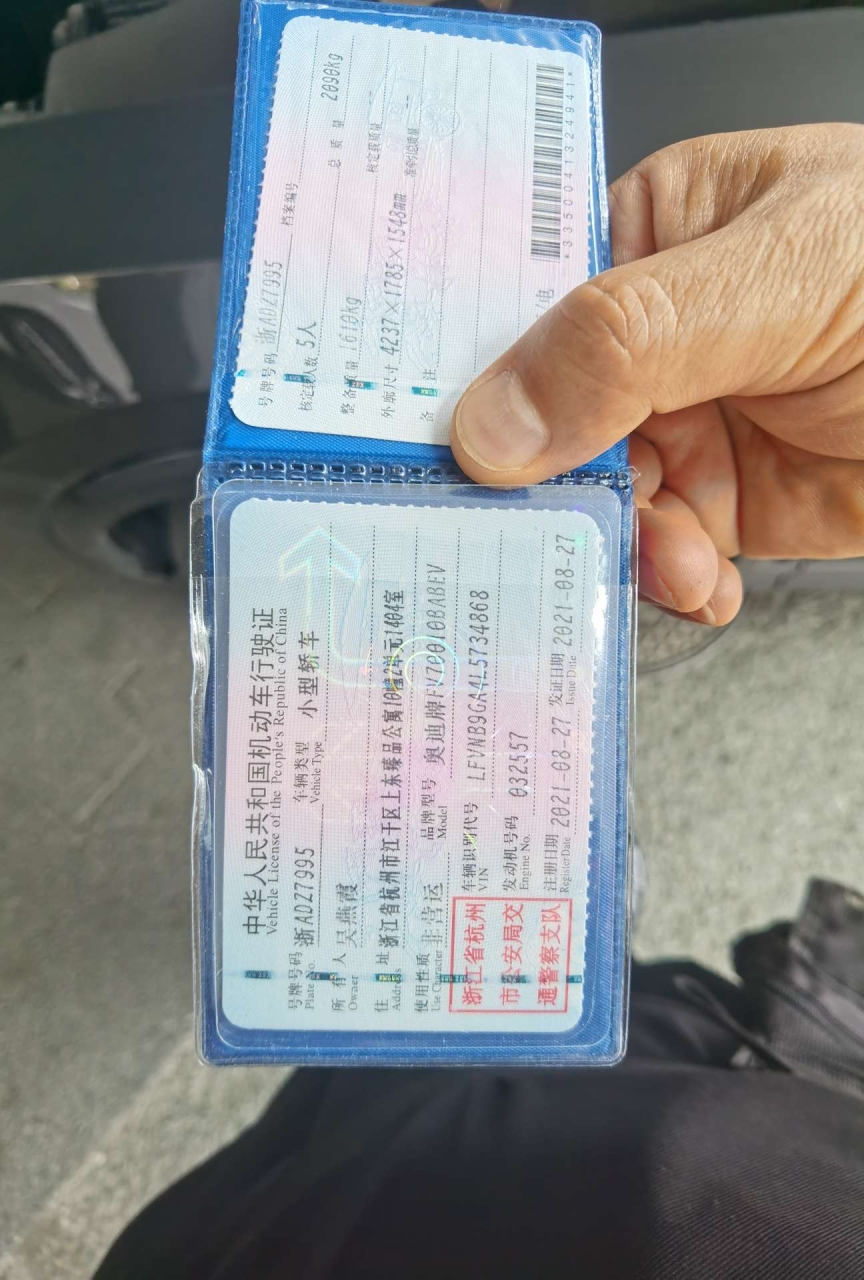 中华人民共和国机动车行驶证
Vehicle License of the People's Republic of China
号牌号码 浙AD27995 车辆类型 小型轿车
Plate No. Vehicle Type
所有人 吴燕霞
Owner
住址 浙江省杭州市江干区上东臻品公寓10幢2单元1404室
Address
使用性质 非营运 品牌型号 奥迪牌FV7001BABEV
Use Character Model
车辆识别代号 LFVNB9GA4L5734868
VIN
发动机号码 032557
Engine No.
注册日期 2021-08-27 发证日期 2021-08-27
Register Date Issue Date
浙江省杭州
市公安局交
通警察支队
号牌号码 浙AD27995 档案编号
核定载人数 5人 总质量 2090kg
整备质量 1610kg 核定载质量
外廓尺寸 4237×1785×1548mm 准牵引总质量
备注
电
*3350041324941*